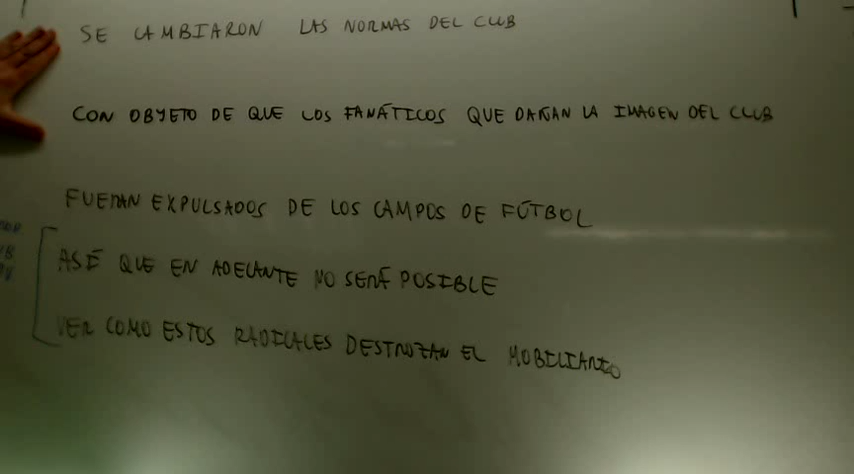 SE CAMBIARON LAS NORMAS DEL CLUB
CON OBJETO DE QUE LOS FANÁTICOS QUE DAÑAN LA IMAGEN DEL CLUB
FUERAN EXPULSADOS DE LOS CAMPOS DE FÚTBOL
ASÍ QUE EN ADELANTE NO SERÁ POSIBLE
VER COMO ESTOS RADICALES DESTROZAN EL MOBILIARIO